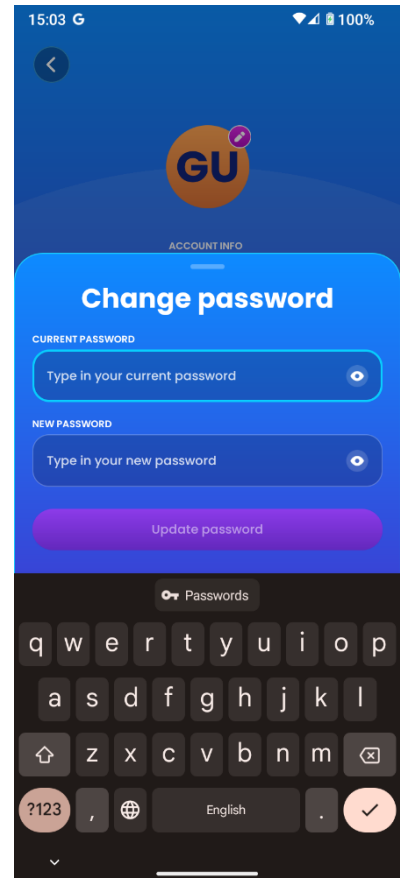 15:03 G 100%
GU
ACCOUNT INFO
Change password
CURRENT PASSWORD
Type in your current password
NEW PASSWORD
Type in your new password
Update password
Passwords
q w e r t y u i o p
a s d f g h j k l
z x c v b n m
?123 , English .